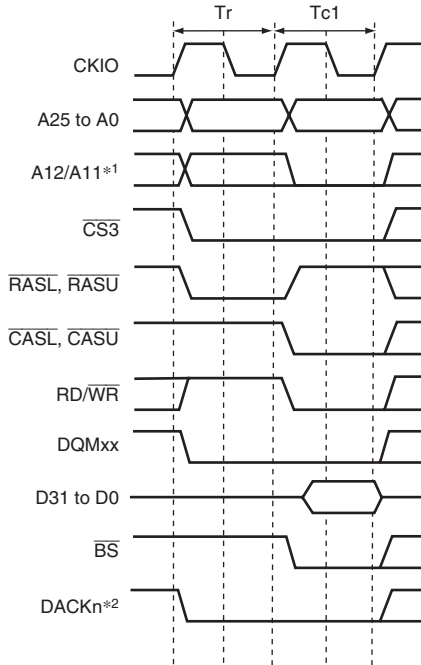 Tr Tc1
CKIO
A25 to A0
A12/A11*1
CS3
RASL, RASU
CASL, CASU
RD/WR
DQMxx
D31 to D0
BS
DACKn*2